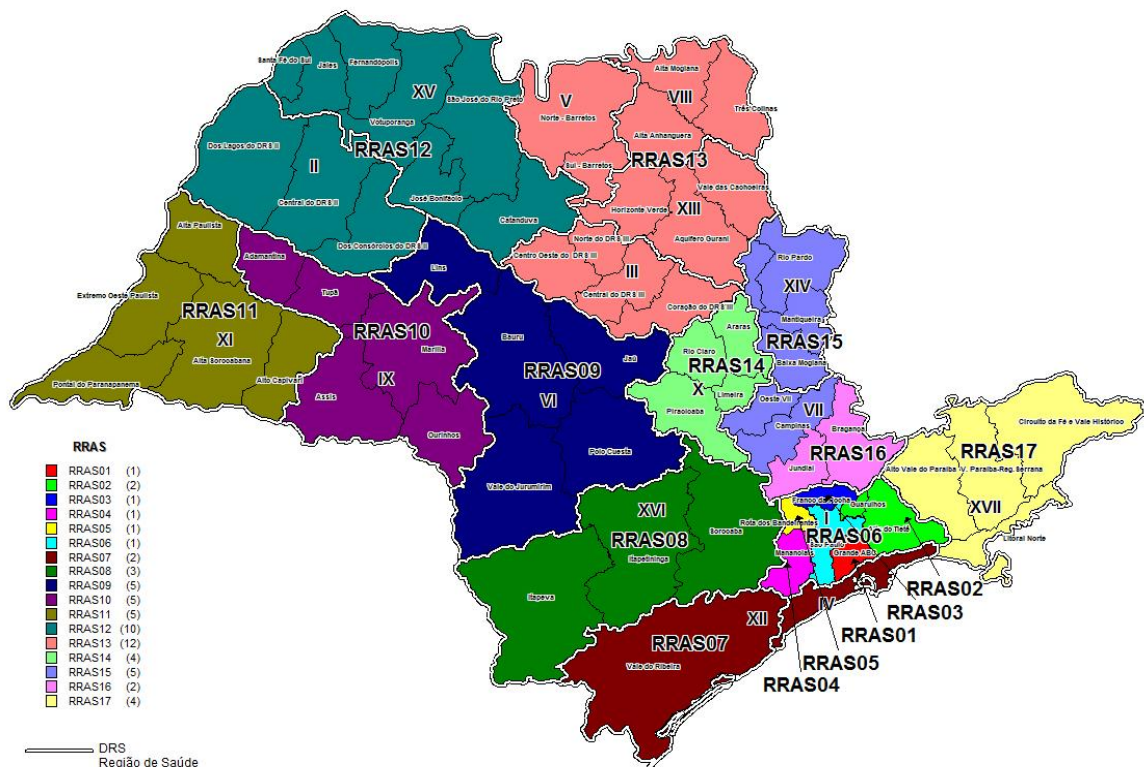 Santa Fé do Sul
Jales
Fernandópolis
XV
São José do Rio Preto
Votuporanga
Dos Lagos do DRS II
RRAS12
II
Central do DRS II
José Bonifácio
Catanduva
Dos Consórcios do DRS II
V
Norte - Barretos
Alta Mogiana
VIII
Três Colinas
Alta Anhanguera
Sul - Barretos
RRAS13
Vale das Cachoeiras
Horizonte Verde
XIII
Norte do DRS III
Aquífero Gurani
Centro Oeste do DRS III
III
Central do DRS III
Coração do DRS III
Alta Paulista
Adamantina
Extremo Oeste Paulista
RRAS11
XI
Alta Sorocabana
Pontal do Paranapanema
Alto Capivari
Tupã
RRAS10
Marília
IX
Assis
Ourinhos
Lins
Bauru
Jaú
RRAS09
VI
Polo Cuesta
Vale do Jurumirim
Rio Pardo
XIV
Mantiqueira
RRAS15
Baixa Mogiana
Araras
Rio Claro
RRAS14
X
Limeira
Piracicaba
Oeste VII
VII
Campinas
Bragança
RRAS16
Jundiaí
Circuito da Fé e Vale Histórico
RRAS17
Alto Vale do Paraíba
V. Paraíba-Reg. Serrana
XVII
Litoral Norte
Franco da Rocha
Guarulhos
I
Rota dos Bandeirantes
RRAS06
São Paulo
Mananciais
Grande ABC
XVI
RRAS08
Sorocaba
Itapetininga
Itapeva
IV
XII
RRAS07
Vale do Ribeira
RRAS02
RRAS03
RRAS01
RRAS05
RRAS04
RRAS
RRAS01 (1)
RRAS02 (2)
RRAS03 (1)
RRAS04 (1)
RRAS05 (1)
RRAS06 (1)
RRAS07 (2)
RRAS08 (3)
RRAS09 (5)
RRAS10 (5)
RRAS11 (5)
RRAS12 (10)
RRAS13 (12)
RRAS14 (4)
RRAS15 (5)
RRAS16 (2)
RRAS17 (4)
DRS
Região de Saúde